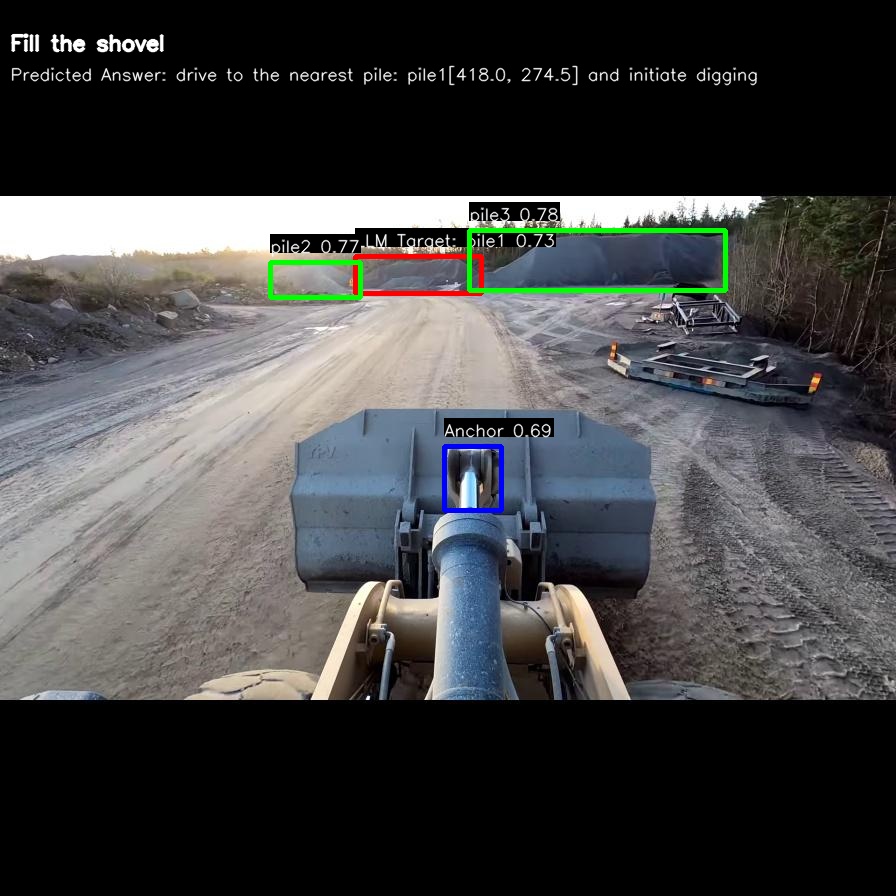 Fill the shovel
Predicted Answer: drive to the nearest pile: pile1[418.0, 274.5] and initiate digging
pile3 0.78
pile2 0.77
LM Target: pile1 0.73
Anchor 0.69